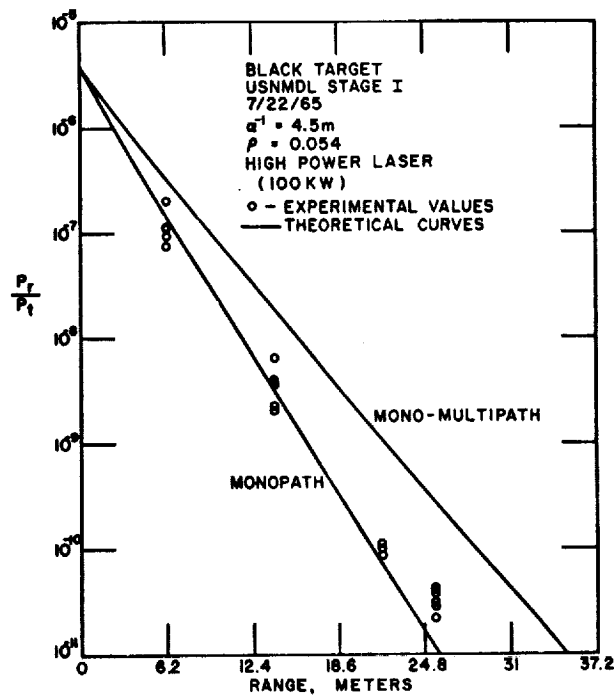 10⁻⁵
10⁻⁶
10⁻⁷
10⁻⁸
10⁻⁹
10⁻¹⁰
10⁻¹¹
Pr
Pt
BLACK TARGET
USNMDL STAGE I
7/22/65
α⁻¹ = 4.5m
ρ = 0.054
HIGH POWER LASER
(100KW)
o - EXPERIMENTAL VALUES
— THEORETICAL CURVES
MONO-MULTIPATH
MONOPATH
0 6.2 12.4 18.6 24.8 31 37.2
RANGE, METERS